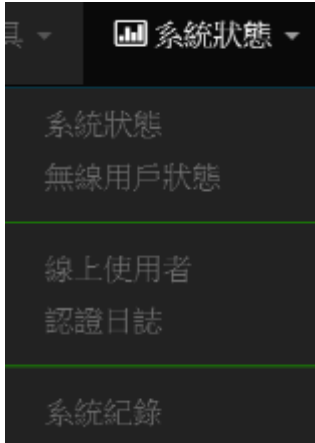 具 系統狀態
系統狀態
無線用戶狀態
線上使用者
認證日誌
系統紀錄